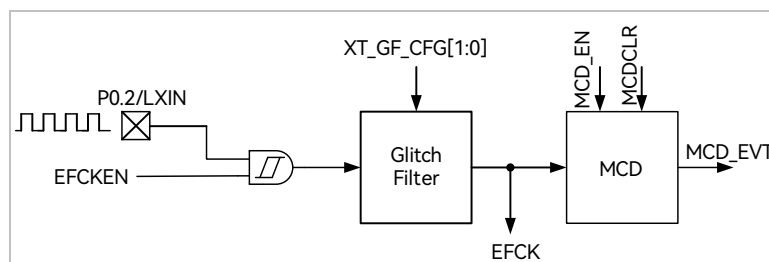 XT_GF_CFG[1:0]
MCD_EN
MCDCLR
P0.2/LXIN
EFCKEN
Glitch
Filter
MCD
MCD_EVT
EFCK